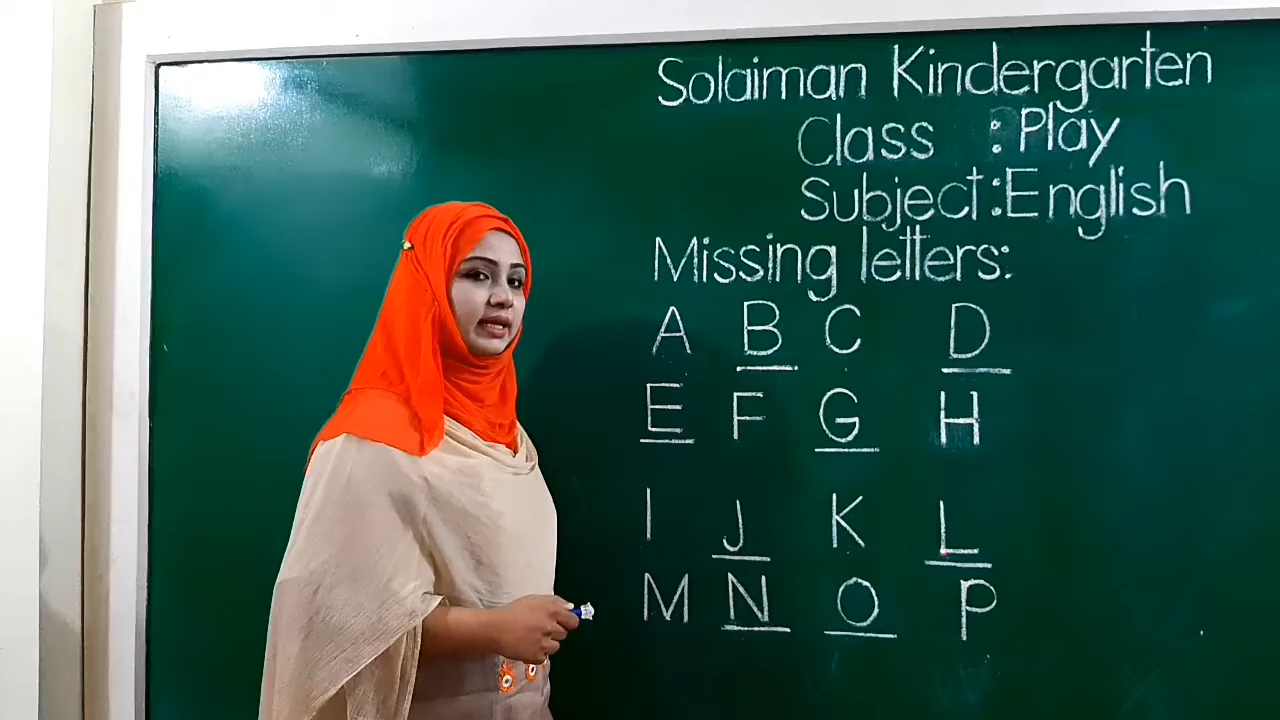 Solaiman Kindergarten
Class : Play
Subject : English
Missing letters:
A B C D
E F G H
I J K L
M N O P